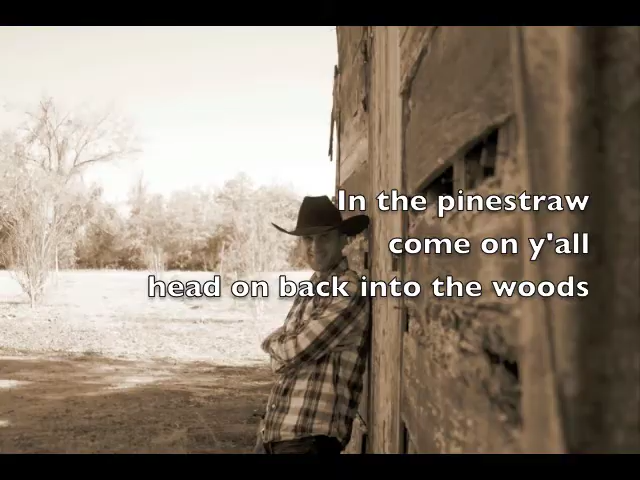 In the pinestraw
come on y'all
head on back into the woods